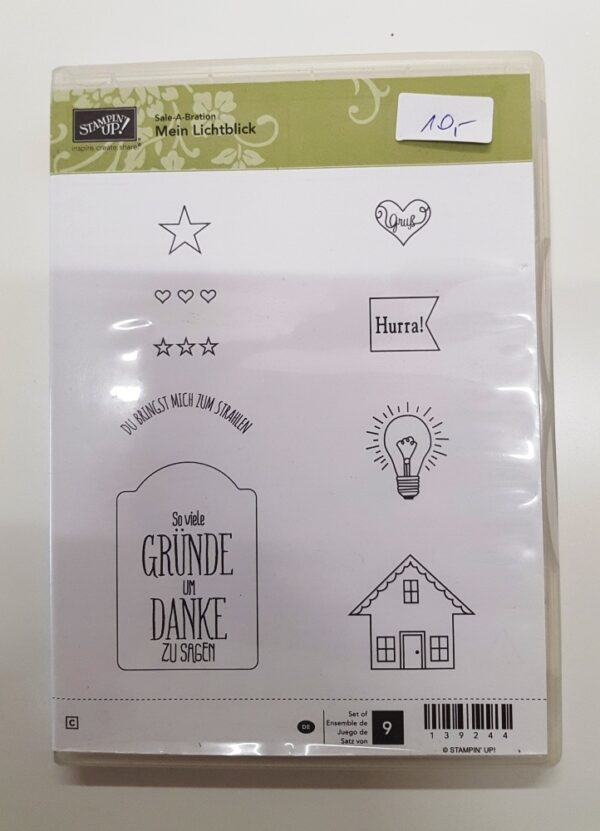 STAMPIN' UP!
inspire. create. share.®
Sale-A-Bration
Mein Lichtblick
10,-
Gruß
Hurra!
DU BRINGST MICH ZUM STRAHLEN
So viele
GRÜNDE
UM
DANKE
ZU SAGEN
C
DE
Set of
Ensemble de
Juego de
Satz von
9
139244
© STAMPIN' UP!